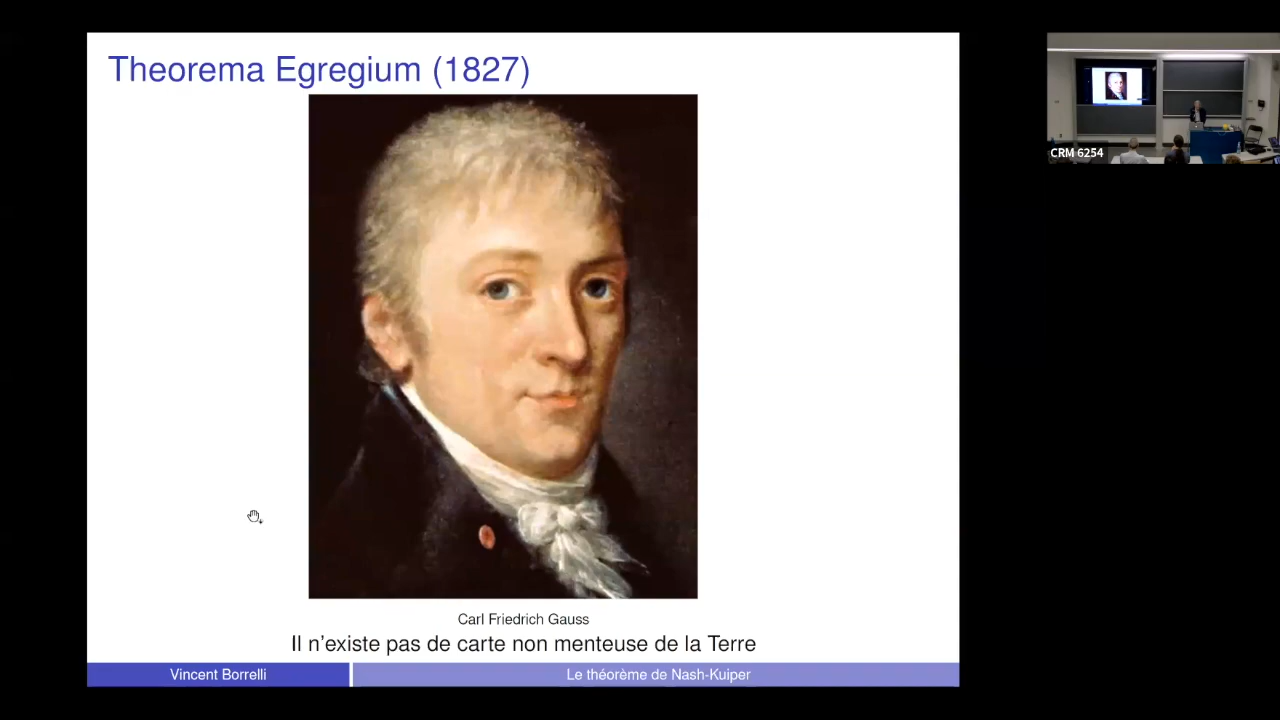 Theorema Egregium (1827)
CRM 6254
Carl Friedrich Gauss
Il n'existe pas de carte non menteuse de la Terre
Vincent Borrelli
Le théorème de Nash-Kuiper